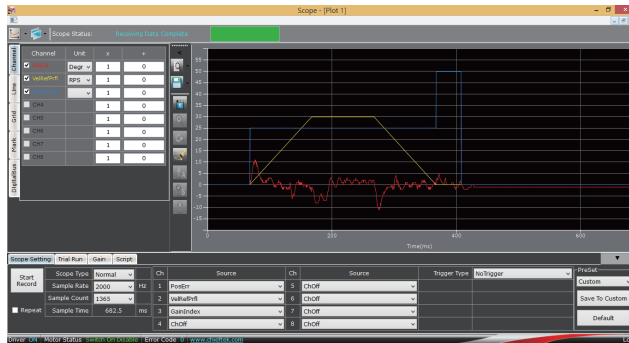 Scope - [Plot 1]
Scope Status: Receiving Data Complete
Channel Unit x +
Degr 1 0
VelRefPrfl RPS 1 0
1 0
CH4 1 0
CH5 1 0
CH6 1 0
CH7 1 0
CH8 1 0
Channel
Line
Grid
Mark
DigitalBus
55
50
45
40
35
30
25
20
15
10
5
0
-5
-10
-15
0 200 400 600
Time(ms)
Scope Setting Trial Run Gain Script
Start Record
Repeat
Scope Type Normal
Sample Rate 2000 Hz
Sample Count 1365
Sample Time 682.5 ms
Ch Source Ch Source Trigger Type NoTrigger
1 PosErr 5 ChOff
2 VelRefPrfl 6 ChOff
3 GainIndex 7 ChOff
4 ChOff 8 ChOff
PreSet
Custom
Save To Custom
Default
Driver ON Motor Status Switch On Disable Error Code 0 www.chieftek.com Lo